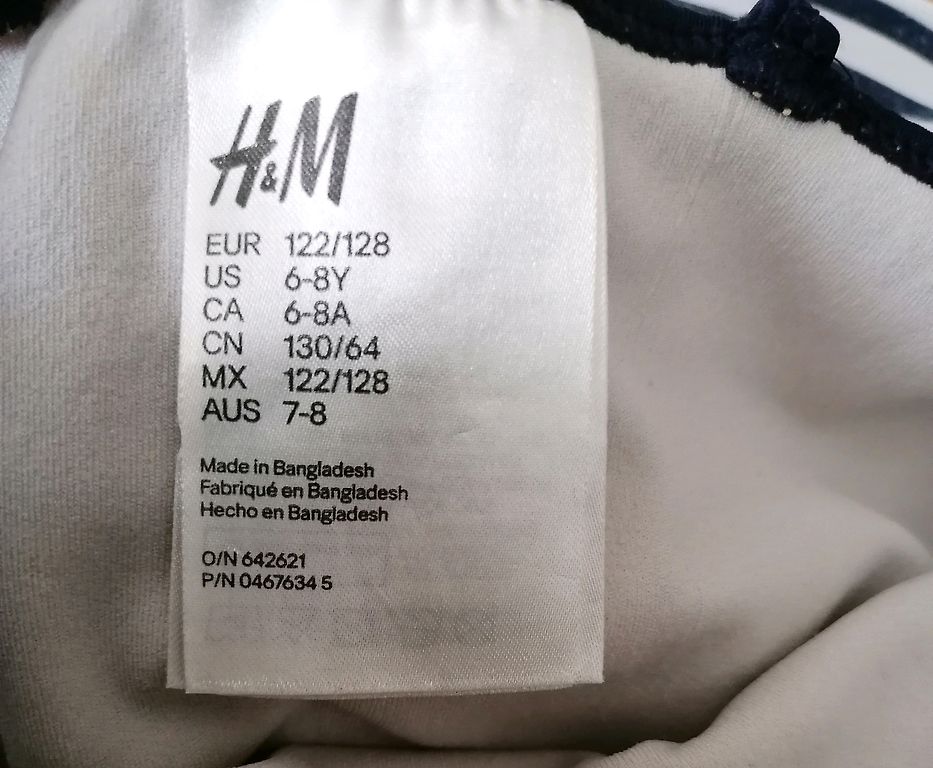 H&M
EUR 122/128
US 6-8Y
CA 6-8A
CN 130/64
MX 122/128
AUS 7-8
Made in Bangladesh
Fabriqué en Bangladesh
Hecho en Bangladesh
O/N 642621
P/N 0467634 5